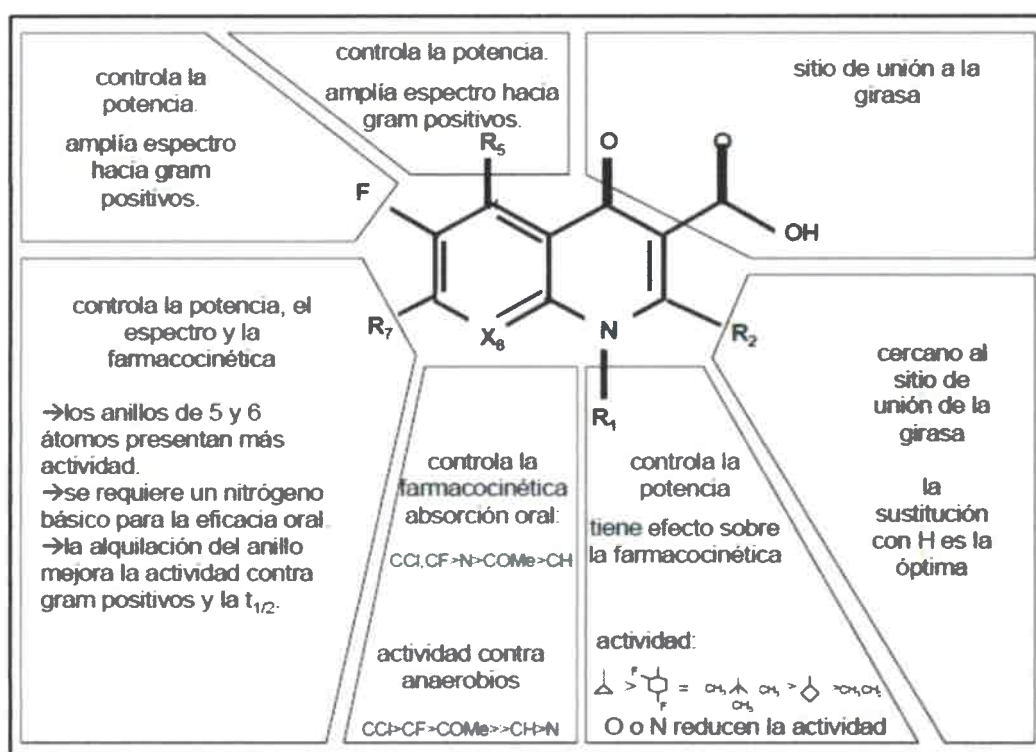 controla la
potencia.
amplía espectro
hacia gram
positivos.
controla la potencia.
amplía espectro hacia
gram positivos.
sitio de unión a la
girasa
R₅
O
O
F
OH
R₇
X₈
N
R₂
R₁
controla la potencia, el
espectro y la
farmacocinética
→los anillos de 5 y 6
átomos presentan más
actividad.
→se requiere un nitrógeno
básico para la eficacia oral.
→la alquilación del anillo
mejora la actividad contra
gram positivos y la t₁/₂.
controla la
farmacocinética
absorción oral:
CCl,CF>N>COMe>CH
actividad contra
anaerobios
CCl>CF>COMe>>CH>N
controla la
potencia
tiene efecto sobre
la farmacocinética
actividad:
F
> = CH₃ CH₃ > >CH₂CH₃
CH₃
F
O o N reducen la actividad
cercano al
sitio de
unión de la
girasa
la
sustitución
con H es la
óptima